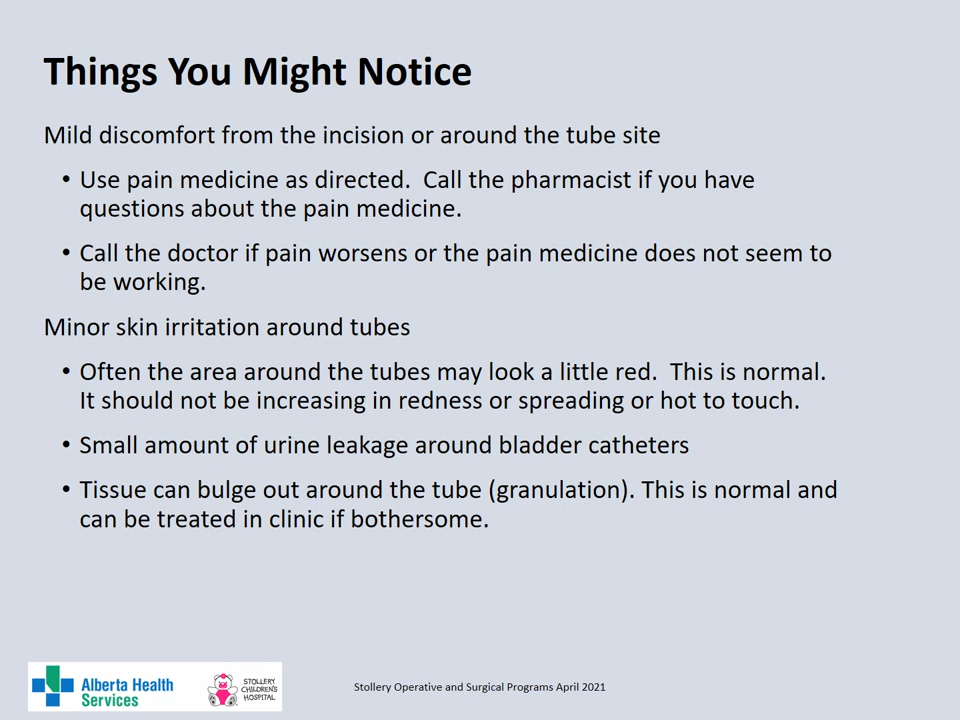 Things You Might Notice
Mild discomfort from the incision or around the tube site
• Use pain medicine as directed.  Call the pharmacist if you have
questions about the pain medicine.
• Call the doctor if pain worsens or the pain medicine does not seem to
be working.
Minor skin irritation around tubes
• Often the area around the tubes may look a little red.  This is normal.
It should not be increasing in redness or spreading or hot to touch.
• Small amount of urine leakage around bladder catheters
• Tissue can bulge out around the tube (granulation). This is normal and
can be treated in clinic if bothersome.
Alberta Health
Services
STOLLERY
CHILDREN'S
HOSPITAL
Stollery Operative and Surgical Programs April 2021